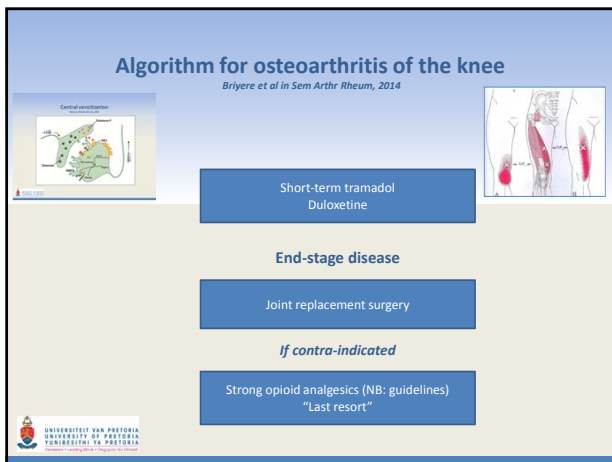 Algorithm for osteoarthritis of the knee
Briyere et al in Sem Arthr Rheum, 2014
Central sensitization
Short-term tramadol
Duloxetine
End-stage disease
Joint replacement surgery
If contra-indicated
Strong opioid analgesics (NB: guidelines)
“Last resort”
UNIVERSITEIT VAN PRETORIA
UNIVERSITY OF PRETORIA
YUNIBESITHI YA PRETORIA